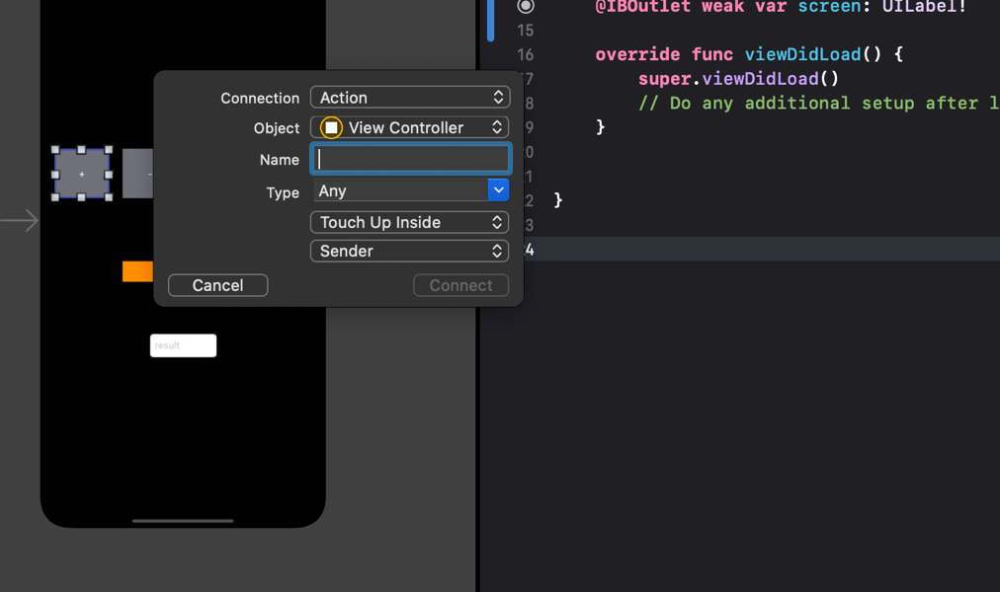 @IBOutlet weak var screen: UILabel!
15
16 override func viewDidLoad() {
7 super.viewDidLoad()
8 // Do any additional setup after l
9 }
0
1
2 }
3
4
Connection Action
Object View Controller
Name
Type Any
Touch Up Inside
Sender
Cancel Connect
+ -
result